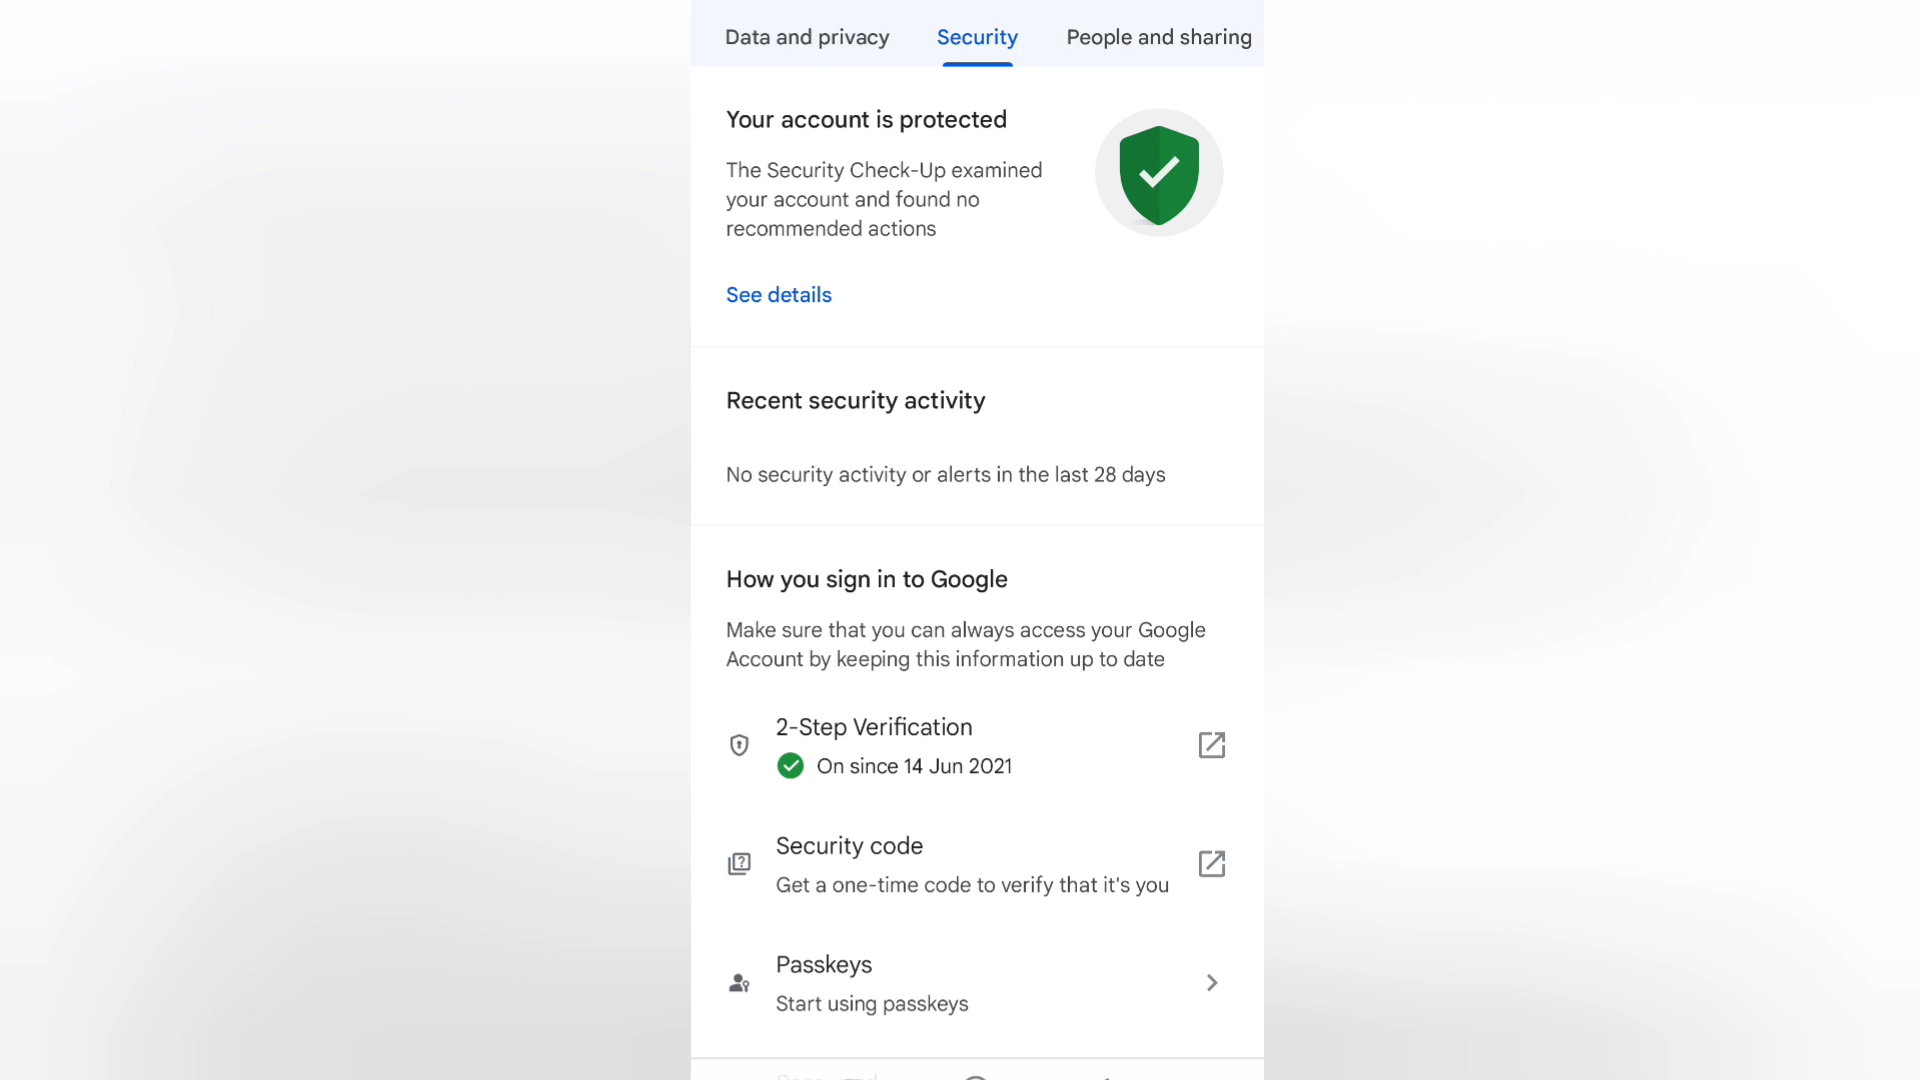 Data and privacy Security People and sharing
Your account is protected
The Security Check-Up examined
your account and found no
recommended actions
See details
Recent security activity
No security activity or alerts in the last 28 days
How you sign in to Google
Make sure that you can always access your Google
Account by keeping this information up to date
2-Step Verification
On since 14 Jun 2021
Security code
Get a one-time code to verify that it's you
Passkeys
Start using passkeys